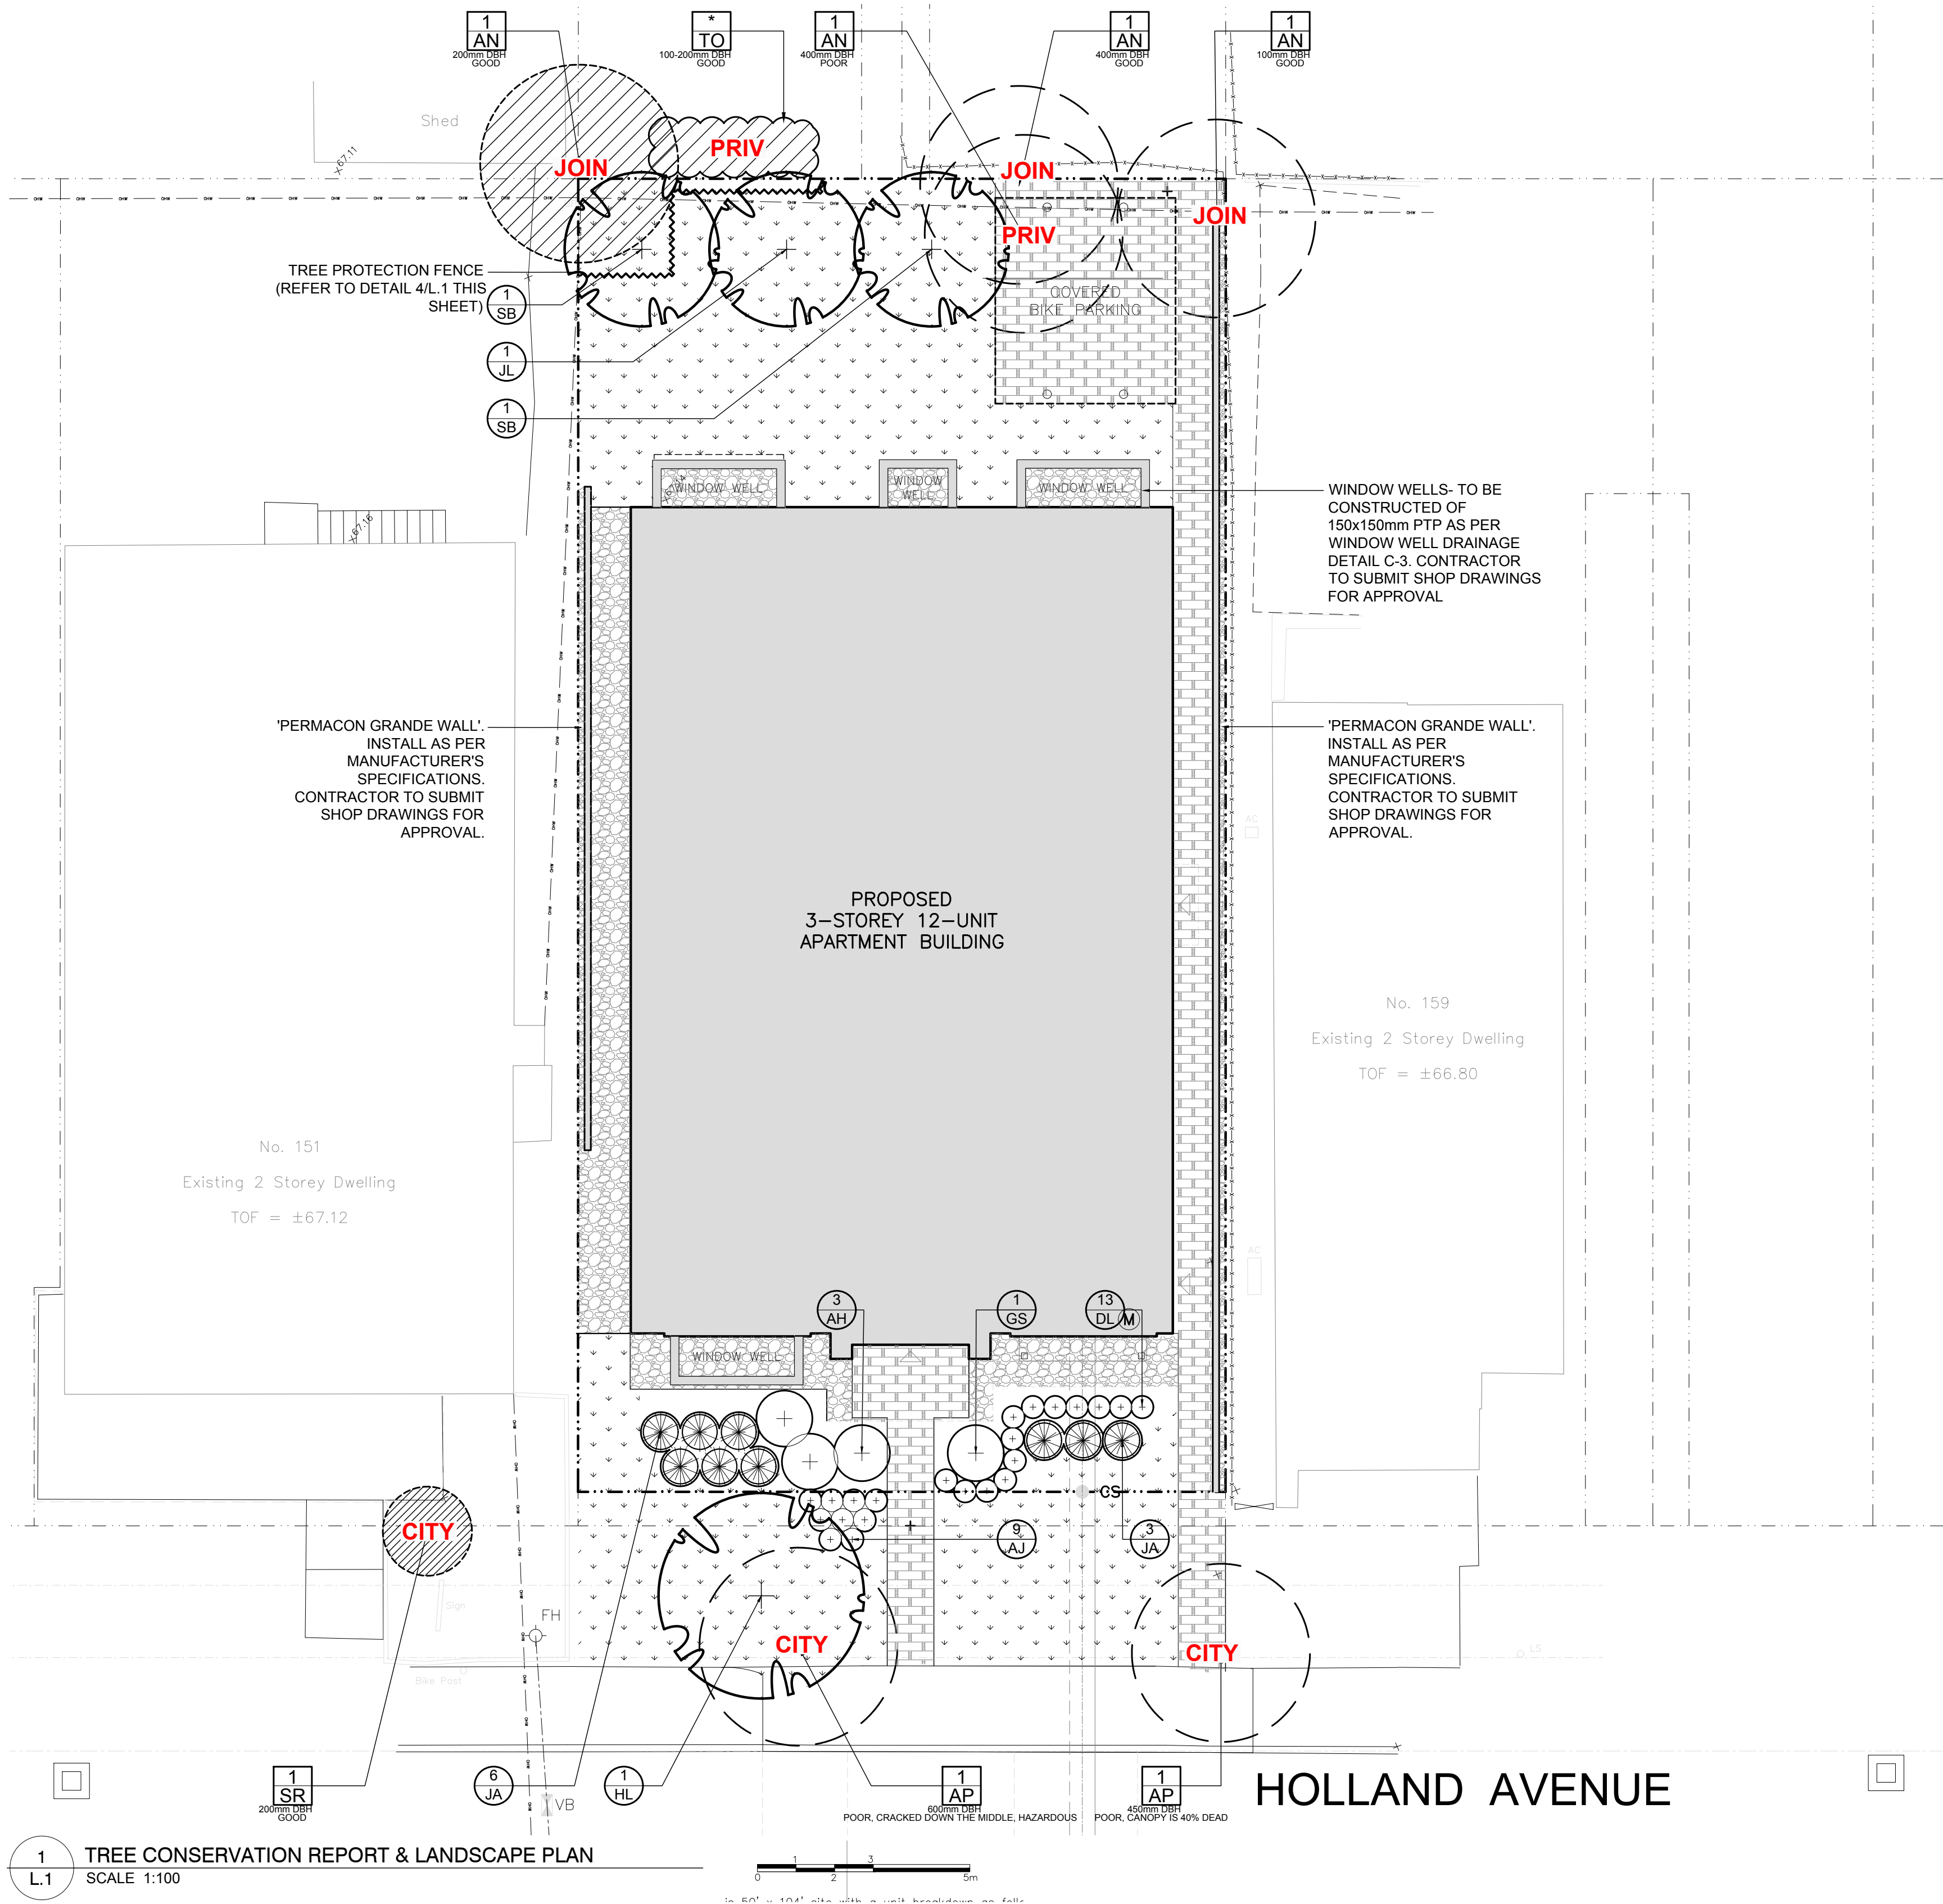 1
AN
200mm DBH
GOOD
*
TO
100-200mm DBH
GOOD
1
AN
400mm DBH
POOR
1
AN
400mm DBH
GOOD
1
AN
100mm DBH
GOOD
Shed
67.11
JOIN
PRIV
JOIN
JOIN
PRIV
TREE PROTECTION FENCE
(REFER TO DETAIL 4/L.1 THIS
SHEET)
1
SB
1
JL
1
SB
COVERED
BIKE PARKING
WINDOW WELL
WINDOW
WELL
WINDOW WELL
WINDOW WELLS- TO BE
CONSTRUCTED OF
150x150mm PTP AS PER
WINDOW WELL DRAINAGE
DETAIL C-3. CONTRACTOR
TO SUBMIT SHOP DRAWINGS
FOR APPROVAL
67.16
'PERMACON GRANDE WALL'.
INSTALL AS PER
MANUFACTURER'S
SPECIFICATIONS.
CONTRACTOR TO SUBMIT
SHOP DRAWINGS FOR
APPROVAL.
'PERMACON GRANDE WALL'.
INSTALL AS PER
MANUFACTURER'S
SPECIFICATIONS.
CONTRACTOR TO SUBMIT
SHOP DRAWINGS FOR
APPROVAL.
AC
PROPOSED
3-STOREY 12-UNIT
APARTMENT BUILDING
No. 159
Existing 2 Storey Dwelling
TOF = ±66.80
No. 151
Existing 2 Storey Dwelling
TOF = ±67.12
AC
3
AH
1
GS
13
DL
M
WINDOW WELL
CS
CITY
9
AJ
3
JA
Sign
FH
CITY
CITY
LS
Bike Post
1
SR
200mm DBH
GOOD
6
JA
1
HL
VB
1
AP
600mm DBH
POOR, CRACKED DOWN THE MIDDLE, HAZARDOUS
1
AP
450mm DBH
POOR, CANOPY IS 40% DEAD
HOLLAND AVENUE
1
L.1
TREE CONSERVATION REPORT & LANDSCAPE PLAN
SCALE 1:100
1 3
0 2 5m